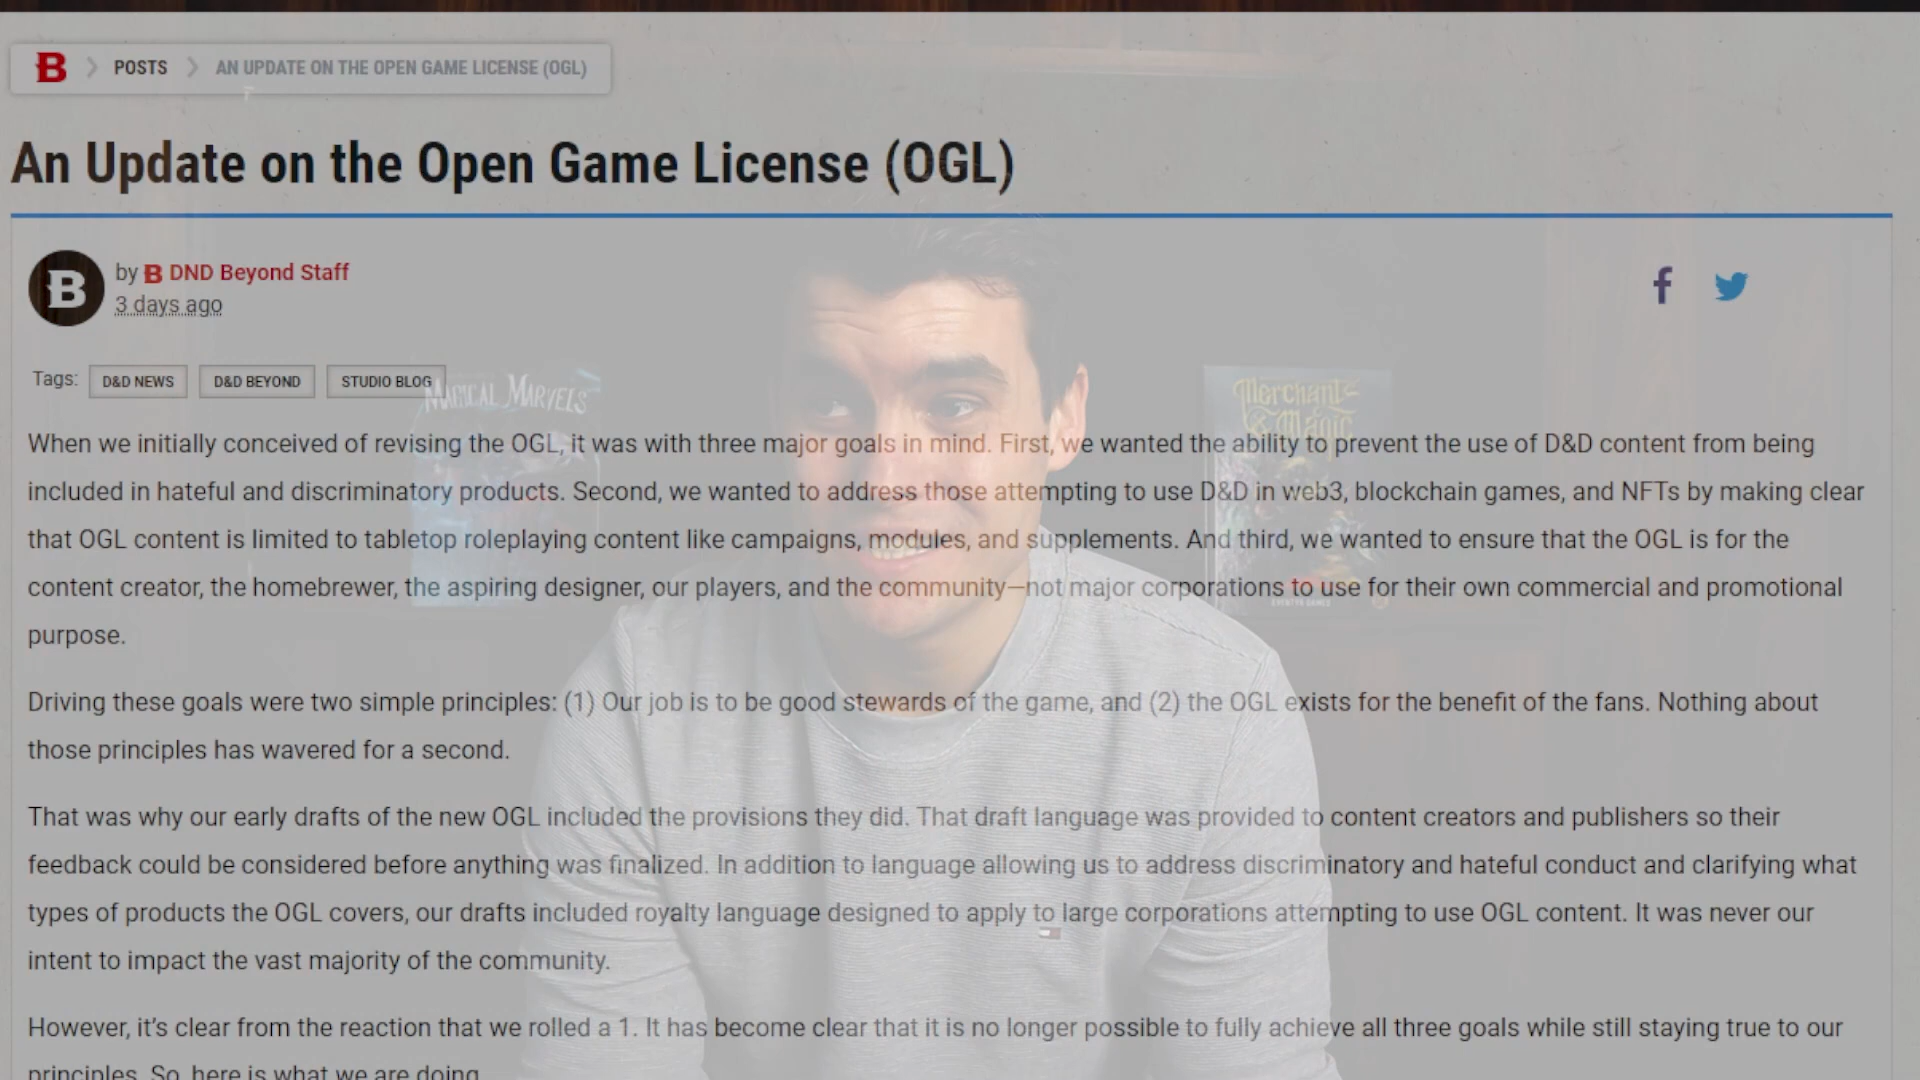 B POSTS AN UPDATE ON THE OPEN GAME LICENSE (OGL)
An Update on the Open Game License (OGL)
B by B DND Beyond Staff
3 days ago
Tags: D&D NEWS D&D BEYOND STUDIO BLOG
MAGICAL MARVELS
Merchants
& Magic
When we initially conceived of revising the OGL, it was with three major goals in mind. First, we wanted the ability to prevent the use of D&D content from being
included in hateful and discriminatory products. Second, we wanted to address those attempting to use D&D in web3, blockchain games, and NFTs by making clear
that OGL content is limited to tabletop roleplaying content like campaigns, modules, and supplements. And third, we wanted to ensure that the OGL is for the
content creator, the homebrewer, the aspiring designer, our players, and the community—not major corporations to use for their own commercial and promotional
purpose.
Driving these goals were two simple principles: (1) Our job is to be good stewards of the game, and (2) the OGL exists for the benefit of the fans. Nothing about
those principles has wavered for a second.
That was why our early drafts of the new OGL included the provisions they did. That draft language was provided to content creators and publishers so their
feedback could be considered before anything was finalized. In addition to language allowing us to address discriminatory and hateful conduct and clarifying what
types of products the OGL covers, our drafts included royalty language designed to apply to large corporations attempting to use OGL content. It was never our
intent to impact the vast majority of the community.
However, it's clear from the reaction that we rolled a 1. It has become clear that it is no longer possible to fully achieve all three goals while still staying true to our
principles. So, here is what we are doing.